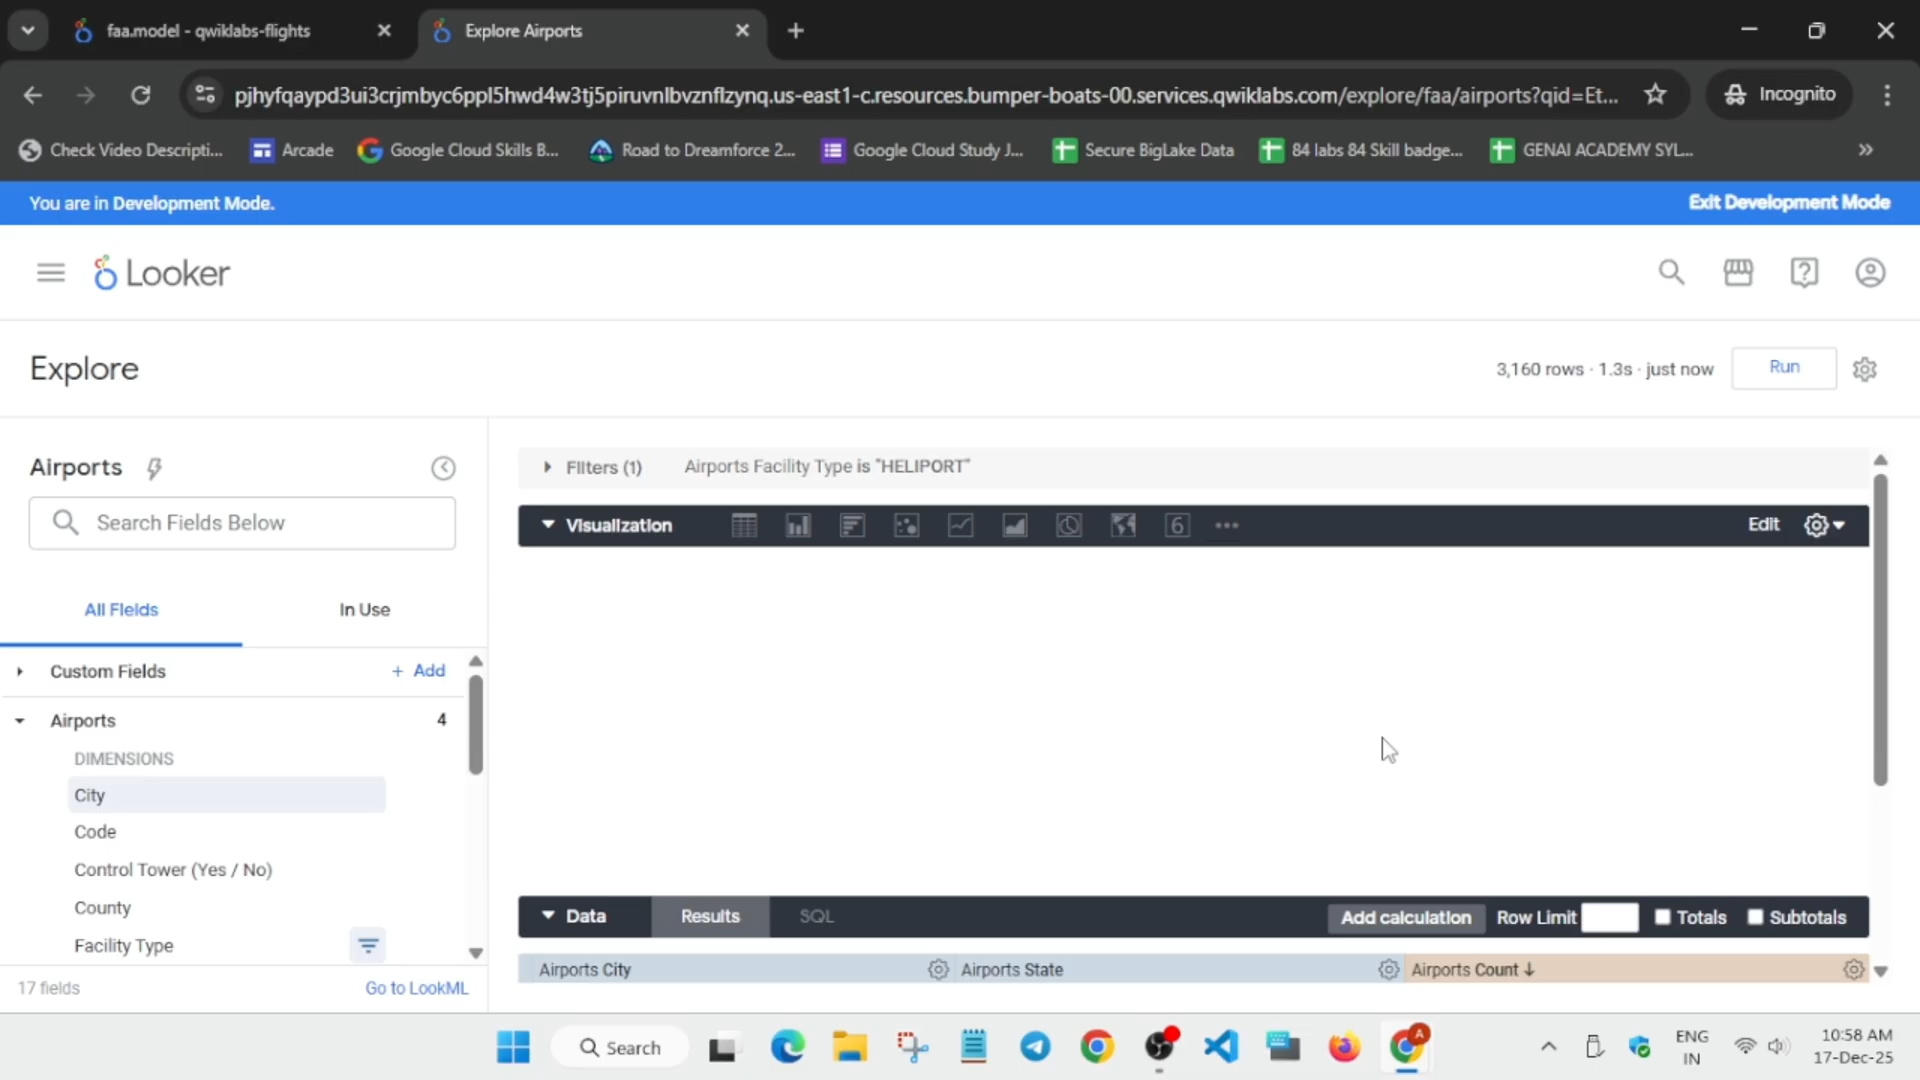 faa.model - qwiklabs-flights
Explore Airports
pjhyfqaypd3ui3crjmbyc6ppl5hwd4w3tj5piruvnlbvznflzynq.us-east1-c.resources.bumper-boats-00.services.qwiklabs.com/explore/faa/airports?qid=Et...
Incognito
Check Video Descripti...
Arcade
Google Cloud Skills B...
Road to Dreamforce 2...
Google Cloud Study J...
Secure BigLake Data
84 labs 84 Skill badge...
GENAI ACADEMY SYL...
You are in Development Mode.
Exit Development Mode
Looker
Explore
3,160 rows · 1.3s · just now
Run
Airports
Search Fields Below
All Fields
In Use
Custom Fields
+ Add
Airports
4
DIMENSIONS
City
Code
Control Tower (Yes / No)
County
Facility Type
17 fields
Go to LookML
Filters (1)
Airports Facility Type is "HELIPORT"
Visualization
6
Edit
Data
Results
SQL
Add calculation
Row Limit
Totals
Subtotals
Airports City
Airports State
Airports Count ↓
Search
A
ENG
IN
10:58 AM
17-Dec-25